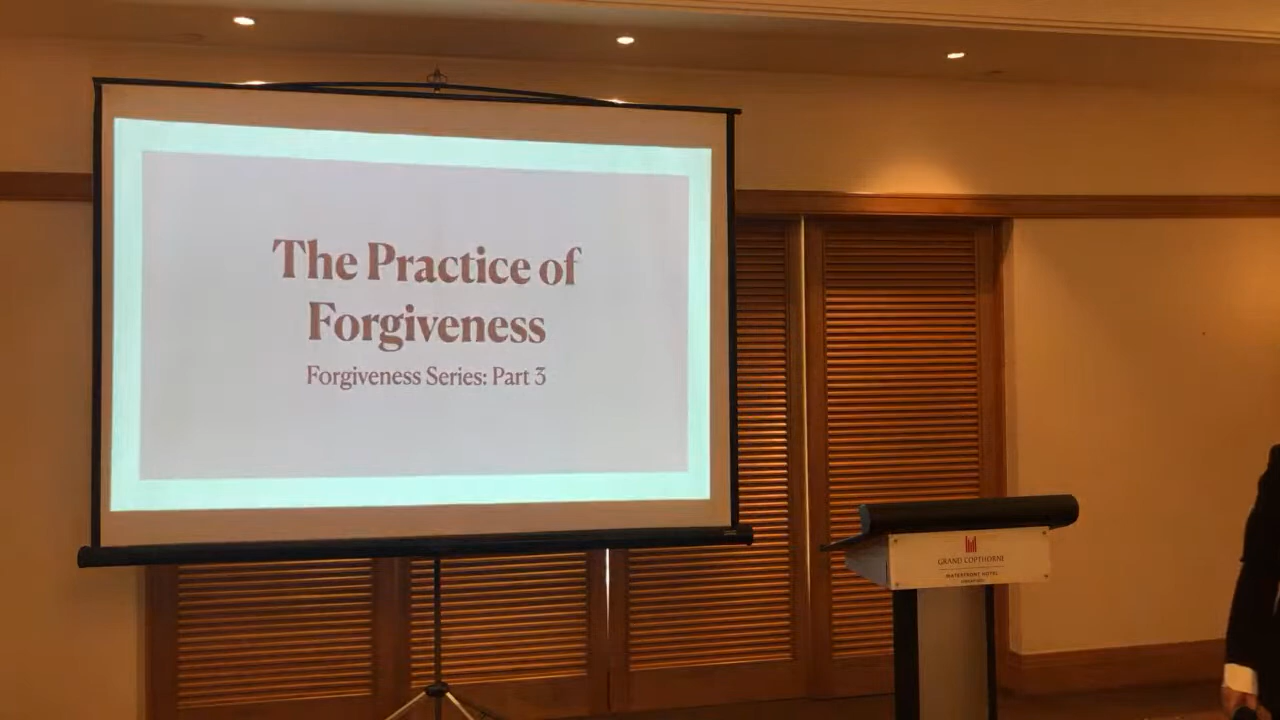 The Practice of
Forgiveness
Forgiveness Series: Part 3
GRAND COPTHORNE
WATERFRONT HOTEL